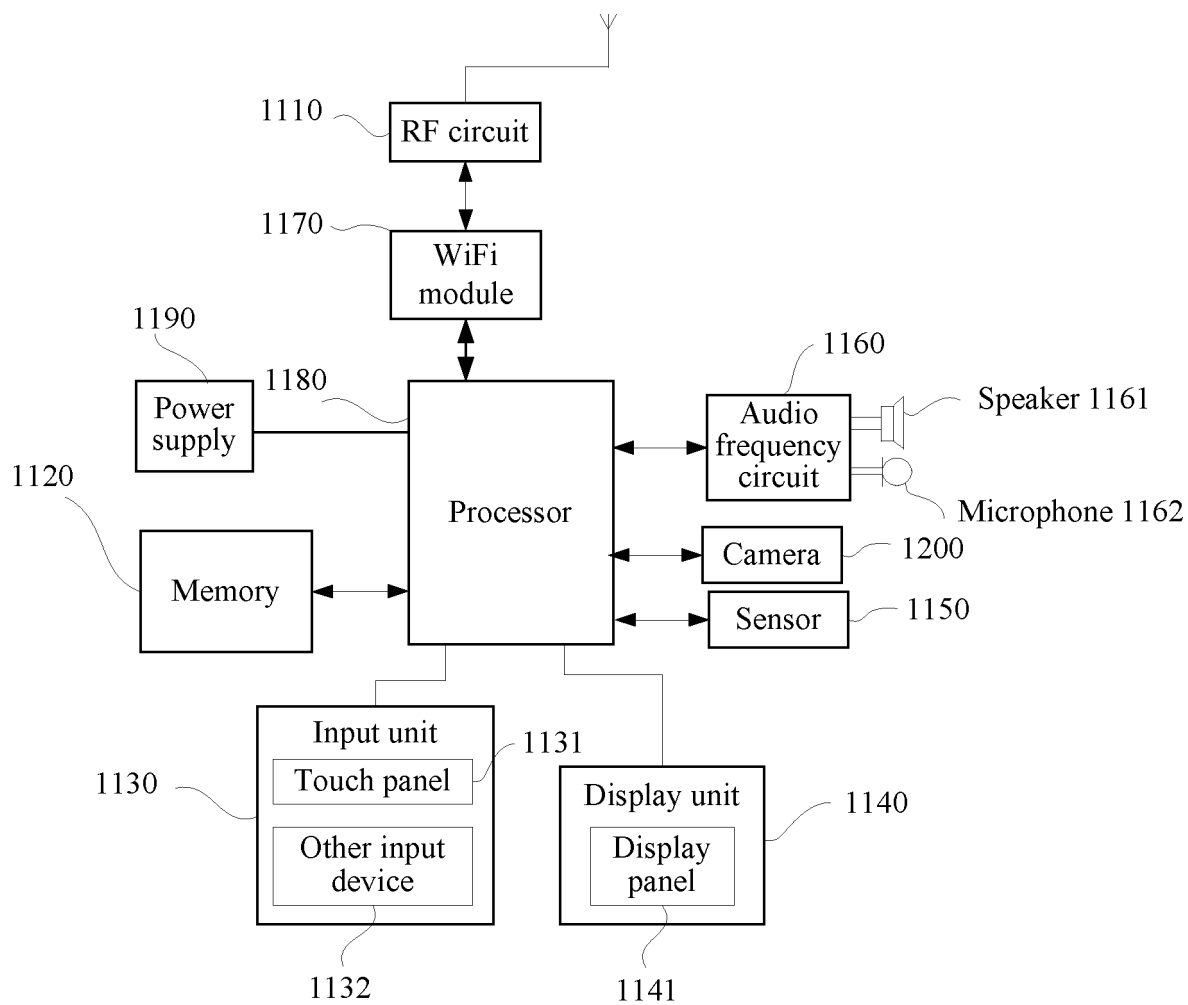 1110
RF circuit
1170
WiFi
module
1190
1180
1160
Power
supply
Audio
frequency
circuit
Speaker 1161
Microphone 1162
1120
Processor
Memory
Camera
1200
Sensor
1150
Input unit
1131
Touch panel
1130
Other input
device
1132
Display unit
1140
Display
panel
1141